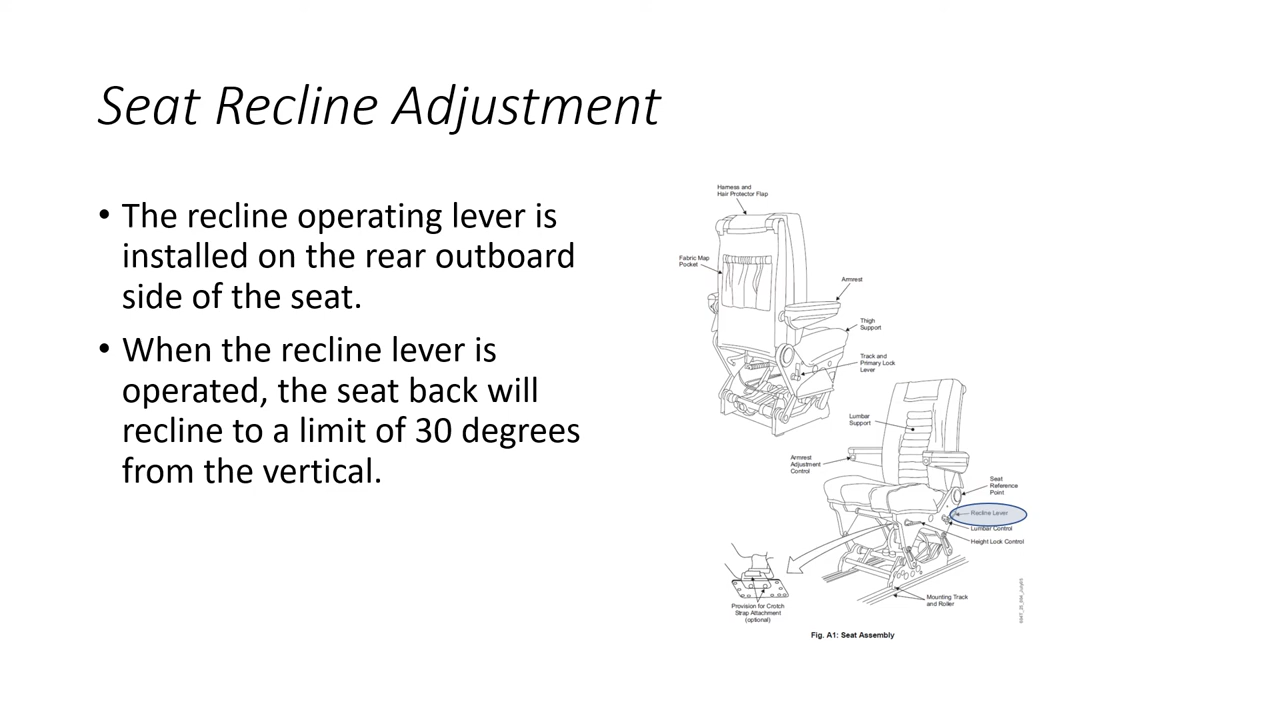 Seat Recline Adjustment
• The recline operating lever is
installed on the rear outboard
side of the seat.
• When the recline lever is
operated, the seat back will
recline to a limit of 30 degrees
from the vertical.
Harness and
Hair Protector Flap
Fabric Map
Pocket
Armrest
Thigh
Support
Track and
Primary Lock
Lever
Lumbar
Support
Armrest
Adjustment
Control
Seat
Reference
Point
Recline Lever
Lumbar Control
Height Lock Control
Mounting Track
and Roller
Provision for Crotch
Strap Attachment
(optional)
Fig. A1: Seat Assembly